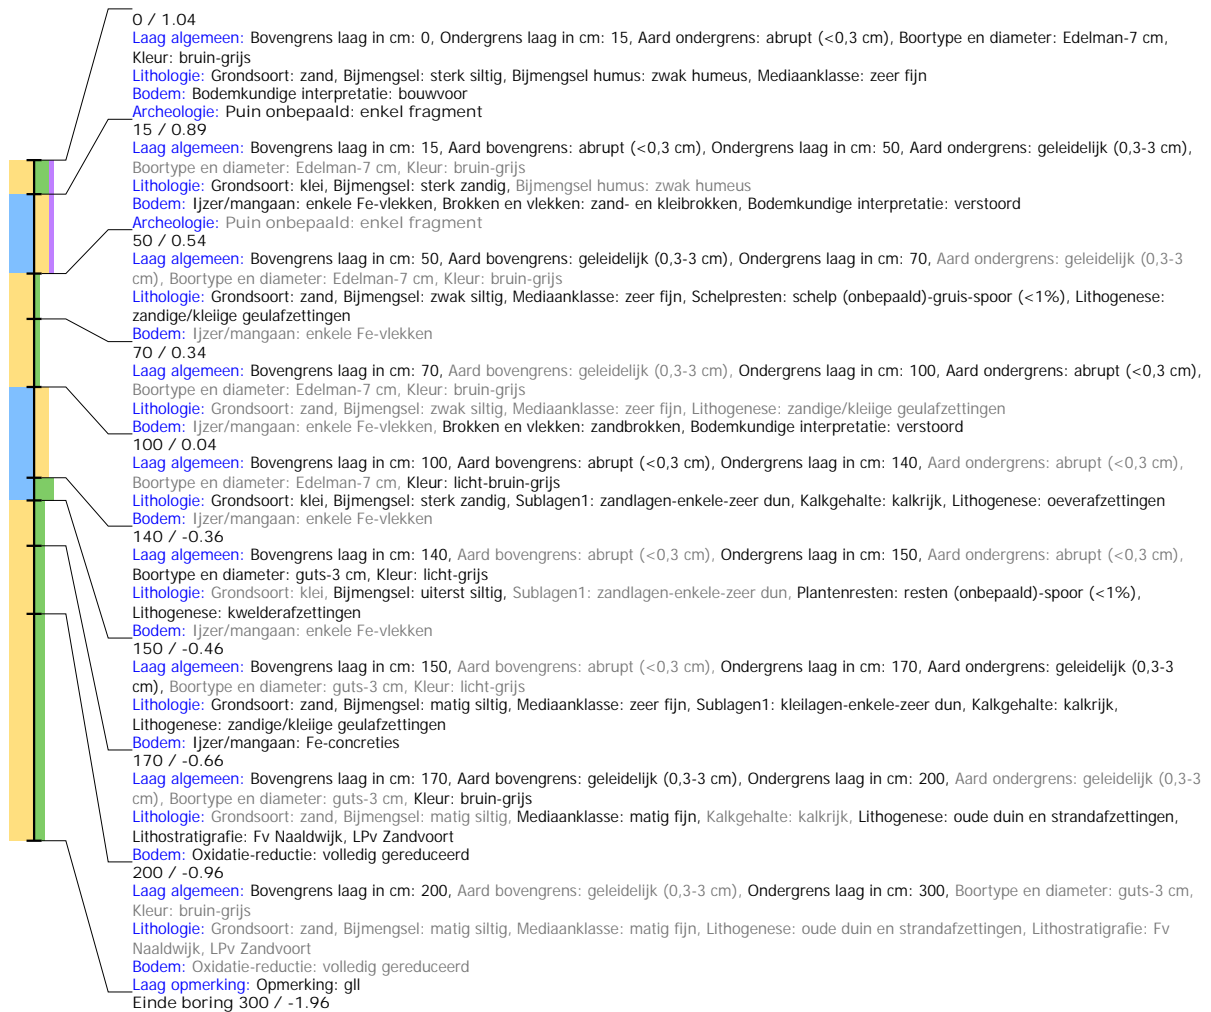 0 / 1.04
Laag algemeen: Bovengrens laag in cm: 0, Ondergrens laag in cm: 15, Aard ondergrens: abrupt (<0,3 cm), Boortype en diameter: Edelman-7 cm,
Kleur: bruin-grijs
Lithologie: Grondsoort: zand, Bijmengsel: sterk siltig, Bijmengsel humus: zwak humeus, Mediaanklasse: zeer fijn
Bodem: Bodemkundige interpretatie: bouwvoor
Archeologie: Puin onbepaald: enkel fragment
15 / 0.89
Laag algemeen: Bovengrens laag in cm: 15, Aard bovengrens: abrupt (<0,3 cm), Ondergrens laag in cm: 50, Aard ondergrens: geleidelijk (0,3-3 cm),
Boortype en diameter: Edelman-7 cm, Kleur: bruin-grijs
Lithologie: Grondsoort: klei, Bijmengsel: sterk zandig, Bijmengsel humus: zwak humeus
Bodem: Ijzer/mangaan: enkele Fe-vlekken, Brokken en vlekken: zand- en kleibrokken, Bodemkundige interpretatie: verstoord
Archeologie: Puin onbepaald: enkel fragment
50 / 0.54
Laag algemeen: Bovengrens laag in cm: 50, Aard bovengrens: geleidelijk (0,3-3 cm), Ondergrens laag in cm: 70, Aard ondergrens: geleidelijk (0,3-3
cm), Boortype en diameter: Edelman-7 cm, Kleur: bruin-grijs
Lithologie: Grondsoort: zand, Bijmengsel: zwak siltig, Mediaanklasse: zeer fijn, Schelpresten: schelp (onbepaald)-gruis-spoor (<1%), Lithogenese:
zandige/kleiige geulafzettingen
Bodem: Ijzer/mangaan: enkele Fe-vlekken
70 / 0.34
Laag algemeen: Bovengrens laag in cm: 70, Aard bovengrens: geleidelijk (0,3-3 cm), Ondergrens laag in cm: 100, Aard ondergrens: abrupt (<0,3 cm),
Boortype en diameter: Edelman-7 cm, Kleur: bruin-grijs
Lithologie: Grondsoort: zand, Bijmengsel: zwak siltig, Mediaanklasse: zeer fijn, Lithogenese: zandige/kleiige geulafzettingen
Bodem: Ijzer/mangaan: enkele Fe-vlekken, Brokken en vlekken: zandbrokken, Bodemkundige interpretatie: verstoord
100 / 0.04
Laag algemeen: Bovengrens laag in cm: 100, Aard bovengrens: abrupt (<0,3 cm), Ondergrens laag in cm: 140, Aard ondergrens: abrupt (<0,3 cm),
Boortype en diameter: Edelman-7 cm, Kleur: licht-bruin-grijs
Lithologie: Grondsoort: klei, Bijmengsel: sterk zandig, Sublagen1: zandlagen-enkele-zeer dun, Kalkgehalte: kalkrijk, Lithogenese: oeverafzettingen
Bodem: Ijzer/mangaan: enkele Fe-vlekken
140 / -0.36
Laag algemeen: Bovengrens laag in cm: 140, Aard bovengrens: abrupt (<0,3 cm), Ondergrens laag in cm: 150, Aard ondergrens: abrupt (<0,3 cm),
Boortype en diameter: guts-3 cm, Kleur: licht-grijs
Lithologie: Grondsoort: klei, Bijmengsel: uiterst siltig, Sublagen1: zandlagen-enkele-zeer dun, Plantenresten: resten (onbepaald)-spoor (<1%),
Lithogenese: kwelderafzettingen
Bodem: Ijzer/mangaan: enkele Fe-vlekken
150 / -0.46
Laag algemeen: Bovengrens laag in cm: 150, Aard bovengrens: abrupt (<0,3 cm), Ondergrens laag in cm: 170, Aard ondergrens: geleidelijk (0,3-3
cm), Boortype en diameter: guts-3 cm, Kleur: licht-grijs
Lithologie: Grondsoort: zand, Bijmengsel: matig siltig, Mediaanklasse: zeer fijn, Sublagen1: kleilagen-enkele-zeer dun, Kalkgehalte: kalkrijk,
Lithogenese: zandige/kleiige geulafzettingen
Bodem: Ijzer/mangaan: Fe-concreties
170 / -0.66
Laag algemeen: Bovengrens laag in cm: 170, Aard bovengrens: geleidelijk (0,3-3 cm), Ondergrens laag in cm: 200, Aard ondergrens: geleidelijk (0,3-3
cm), Boortype en diameter: guts-3 cm, Kleur: bruin-grijs
Lithologie: Grondsoort: zand, Bijmengsel: matig siltig, Mediaanklasse: matig fijn, Kalkgehalte: kalkrijk, Lithogenese: oude duin en strandafzettingen,
Lithostratigrafie: Fv Naaldwijk, LPv Zandvoort
Bodem: Oxidatie-reductie: volledig gereduceerd
200 / -0.96
Laag algemeen: Bovengrens laag in cm: 200, Aard bovengrens: geleidelijk (0,3-3 cm), Ondergrens laag in cm: 300, Boortype en diameter: guts-3 cm,
Kleur: bruin-grijs
Lithologie: Grondsoort: zand, Bijmengsel: matig siltig, Mediaanklasse: matig fijn, Lithogenese: oude duin en strandafzettingen, Lithostratigrafie: Fv
Naaldwijk, LPv Zandvoort
Bodem: Oxidatie-reductie: volledig gereduceerd
Laag opmerking: Opmerking: gll
Einde boring 300 / -1.96